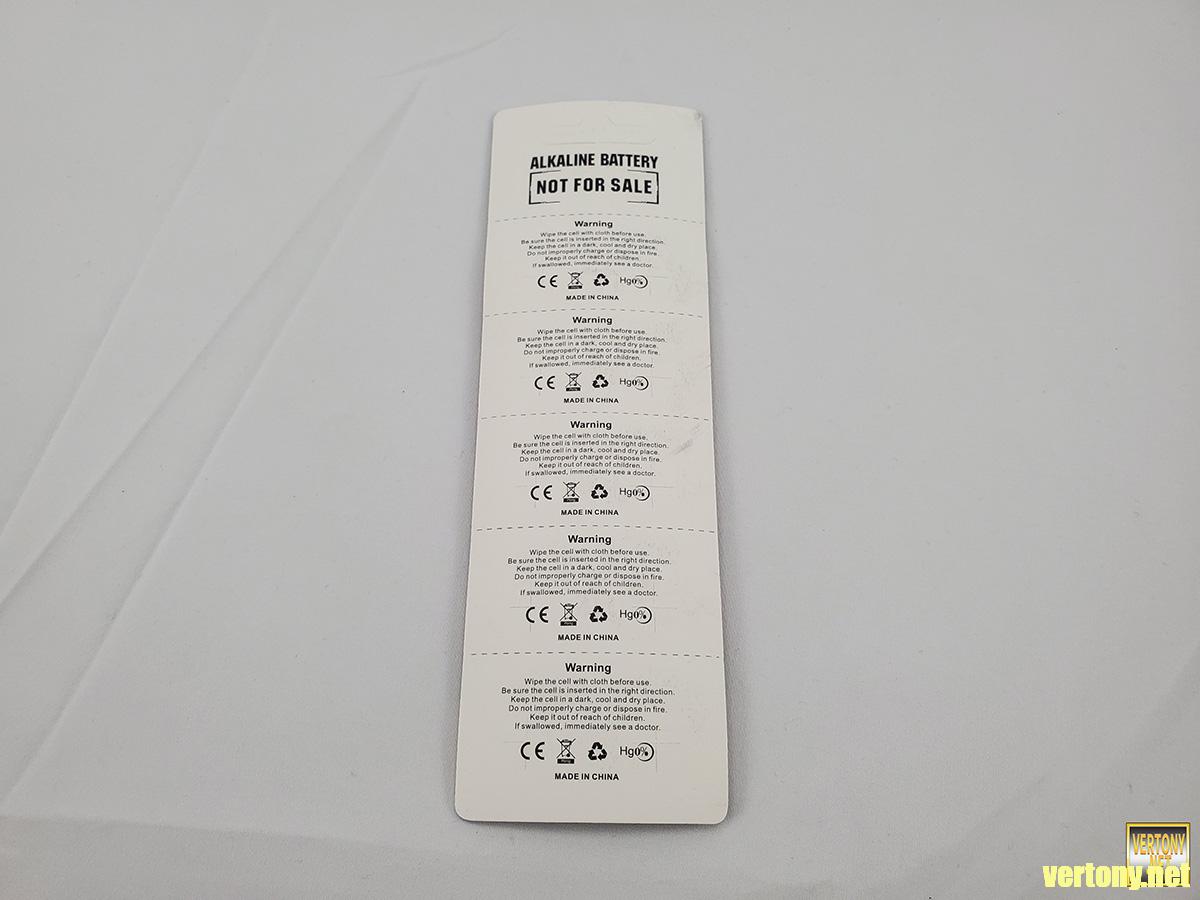 ALKALINE BATTERY
NOT FOR SALE
Warning
Wipe the cell with cloth before use.
Be sure the cell is inserted in the right direction.
Keep the cell in a dark, cool and dry place.
Do not improperly charge or dispose in fire.
Keep it out of reach of children.
If swallowed, immediately see a doctor.
CE Hg0%
MADE IN CHINA
Warning
Wipe the cell with cloth before use.
Be sure the cell is inserted in the right direction.
Keep the cell in a dark, cool and dry place.
Do not improperly charge or dispose in fire.
Keep it out of reach of children.
If swallowed, immediately see a doctor.
CE Hg0%
MADE IN CHINA
Warning
Wipe the cell with cloth before use.
Be sure the cell is inserted in the right direction.
Keep the cell in a dark, cool and dry place.
Do not improperly charge or dispose in fire.
Keep it out of reach of children.
If swallowed, immediately see a doctor.
CE Hg0%
MADE IN CHINA
Warning
Wipe the cell with cloth before use.
Be sure the cell is inserted in the right direction.
Keep the cell in a dark, cool and dry place.
Do not improperly charge or dispose in fire.
Keep it out of reach of children.
If swallowed, immediately see a doctor.
CE Hg0%
MADE IN CHINA
Warning
Wipe the cell with cloth before use.
Be sure the cell is inserted in the right direction.
Keep the cell in a dark, cool and dry place.
Do not improperly charge or dispose in fire.
Keep it out of reach of children.
If swallowed, immediately see a doctor.
CE Hg0%
MADE IN CHINA
VERTONY
.NET
vertony.net